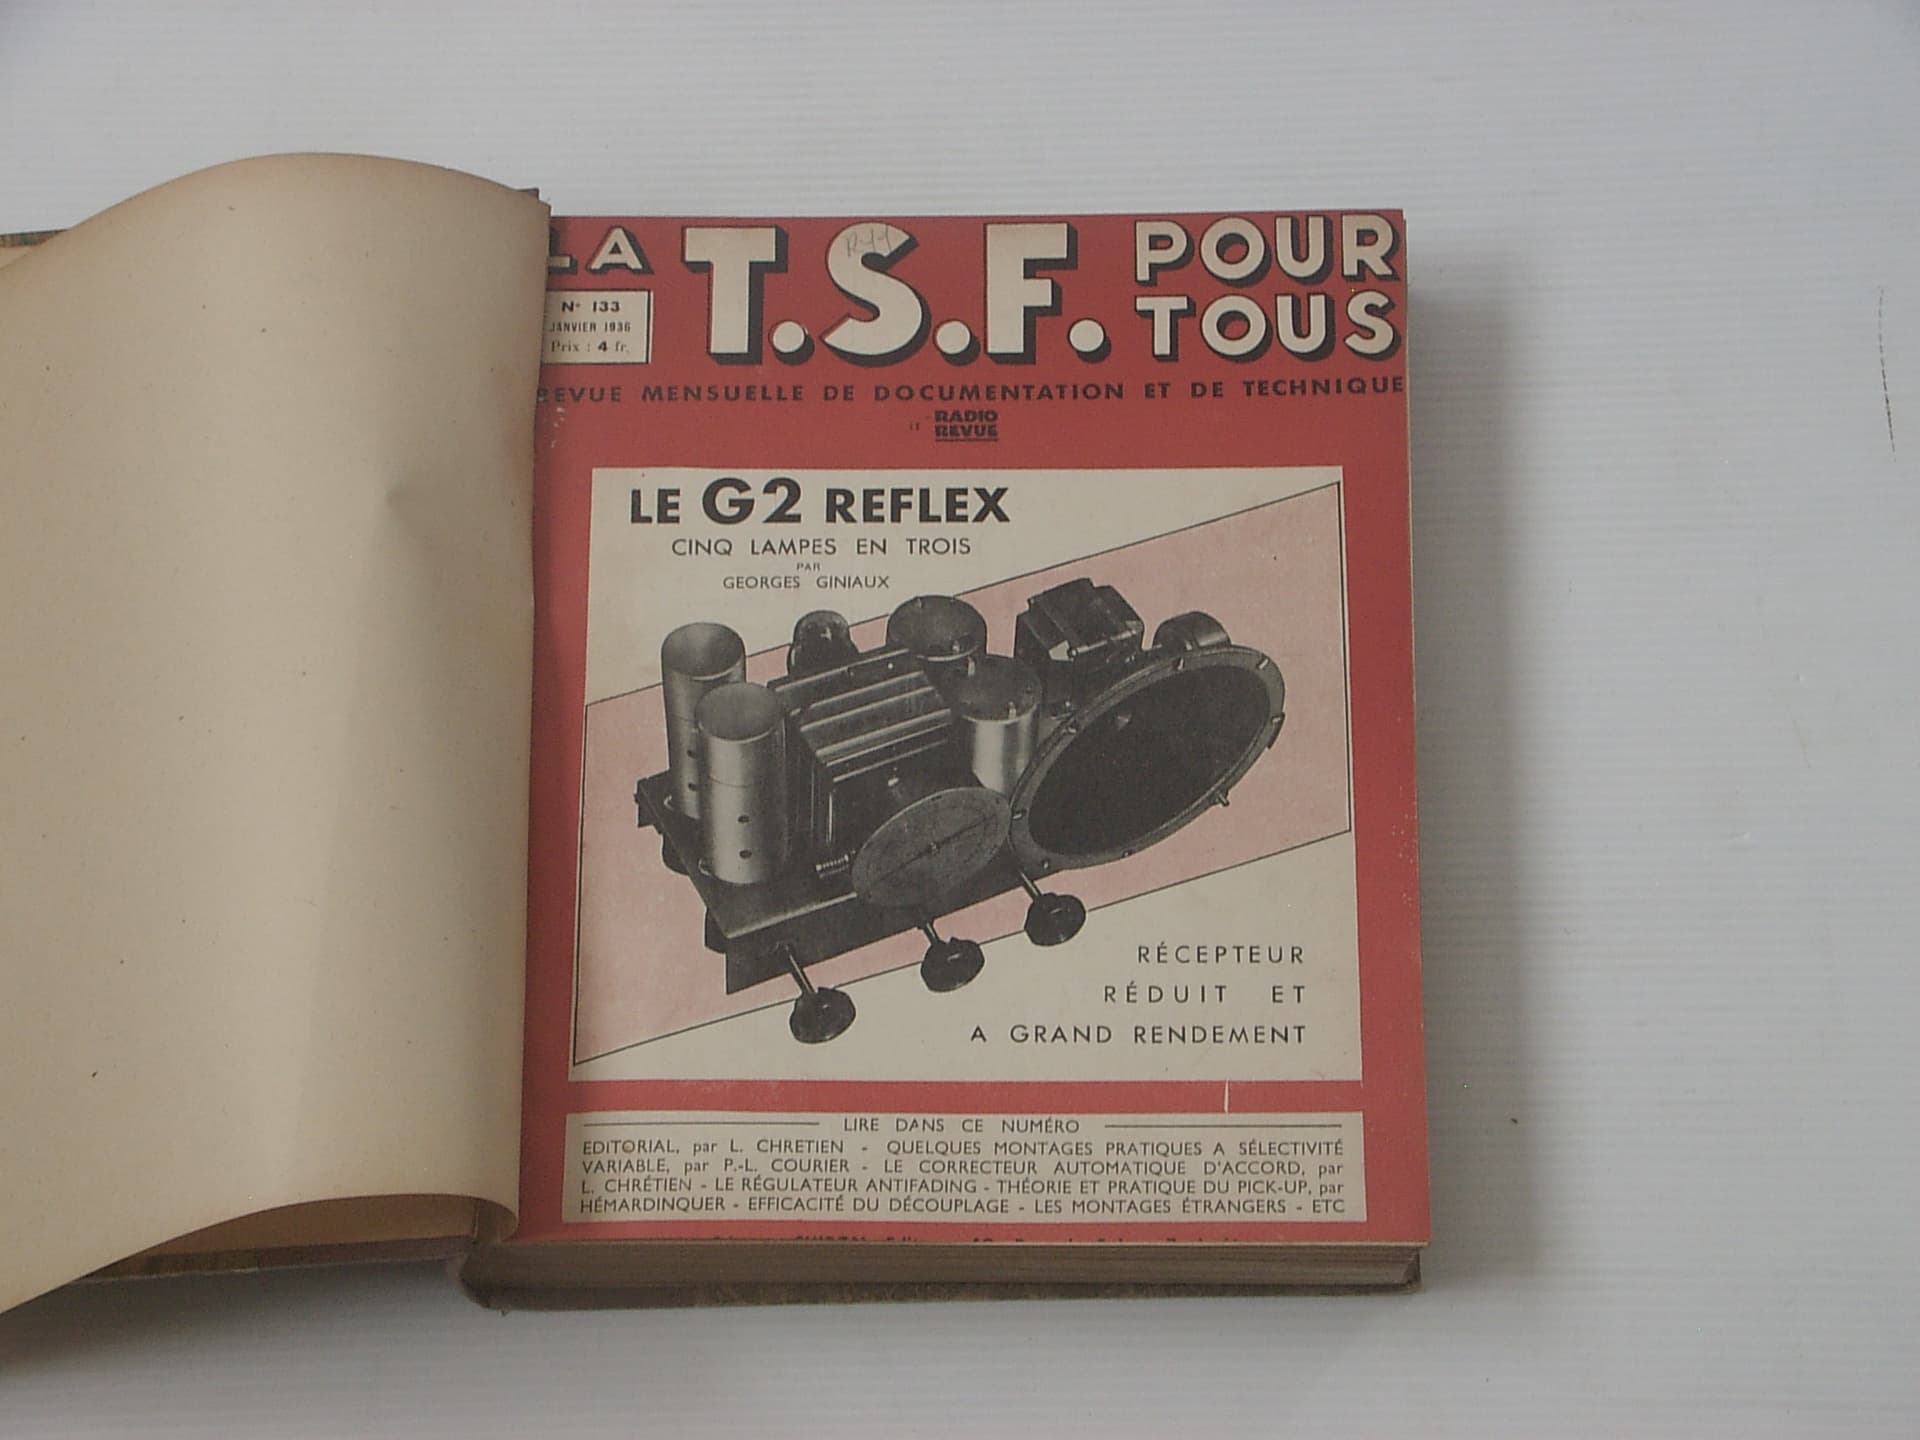 LA T.S.F. POUR TOUS
N° 133
JANVIER 1936
Prix : 4 fr.
REVUE MENSUELLE DE DOCUMENTATION ET DE TECHNIQUE
RADIO
REVUE
LE G2 REFLEX
CINQ LAMPES EN TROIS
PAR
GEORGES GINIAUX
RÉCEPTEUR
RÉDUIT ET
A GRAND RENDEMENT
LIRE DANS CE NUMÉRO
EDITORIAL, par L. CHRETIEN - QUELQUES MONTAGES PRATIQUES A SÉLECTIVITÉ
VARIABLE, par P.-L. COURIER - LE CORRECTEUR AUTOMATIQUE D'ACCORD, par
L. CHRÉTIEN - LE RÉGULATEUR ANTIFADING - THÉORIE ET PRATIQUE DU PICK-UP, par
HÉMARDINQUER - EFFICACITÉ DU DÉCOUPLAGE - LES MONTAGES ÉTRANGERS - ETC